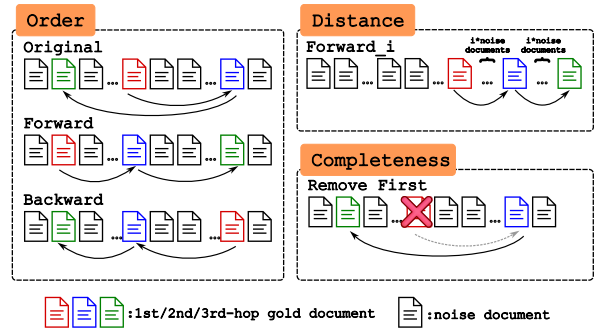 Order
Original
...
...
Forward
...
...
Backward
...
...
Distance
Forward_i
i*noise documents
i*noise documents
...
...
...
...
Completeness
Remove First
...
...
:1st/2nd/3rd-hop gold document
:noise document